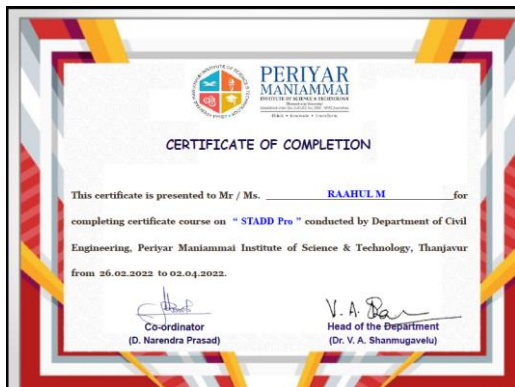 PERIYAR
MANIAMMAI
INSTITUTE OF SCIENCE & TECHNOLOGY
CERTIFICATE OF COMPLETION
This certificate is presented to Mr / Ms. RAAHUL M for
completing certificate course on “ STADD Pro ” conducted by Department of Civil
Engineering, Periyar Maniammai Institute of Science & Technology, Thanjavur
from 26.02.2022 to 02.04.2022.
V. A.
Co-ordinator
Head of the Department
(D. Narendra Prasad)
(Dr. V. A. Shanmugavelu)